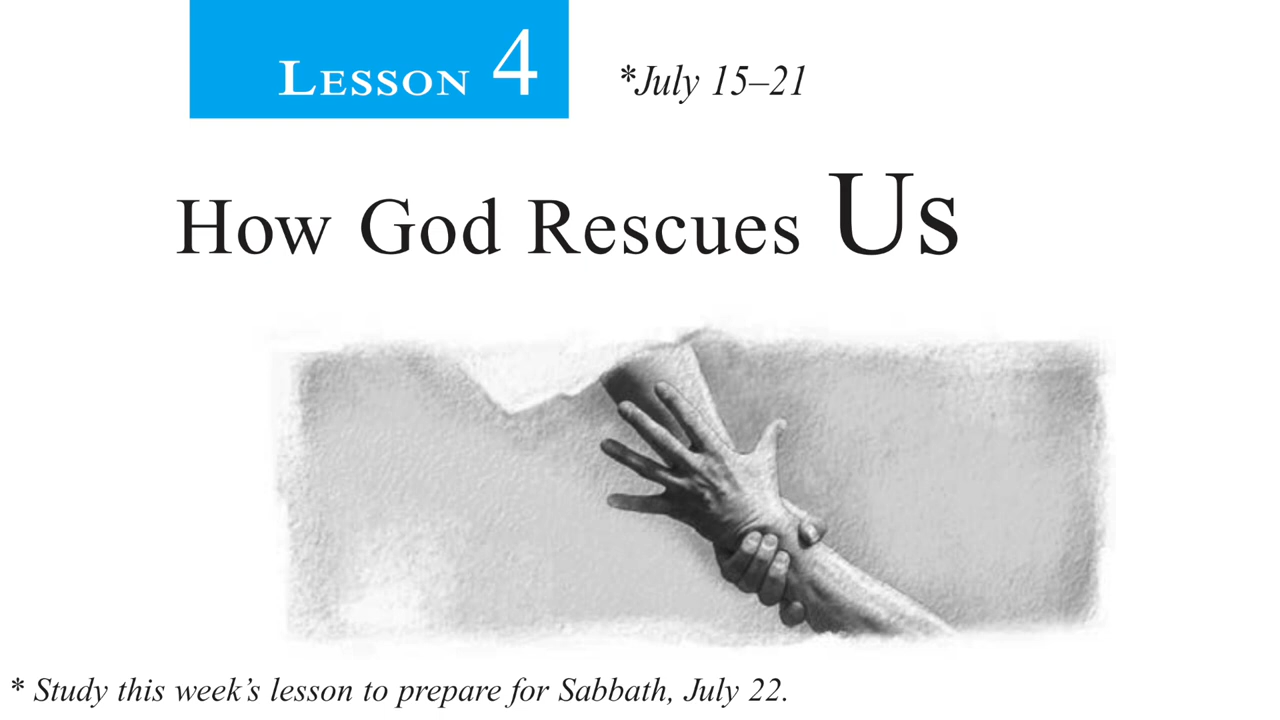 LESSON 4
*July 15–21
How God Rescues Us
* Study this week’s lesson to prepare for Sabbath, July 22.